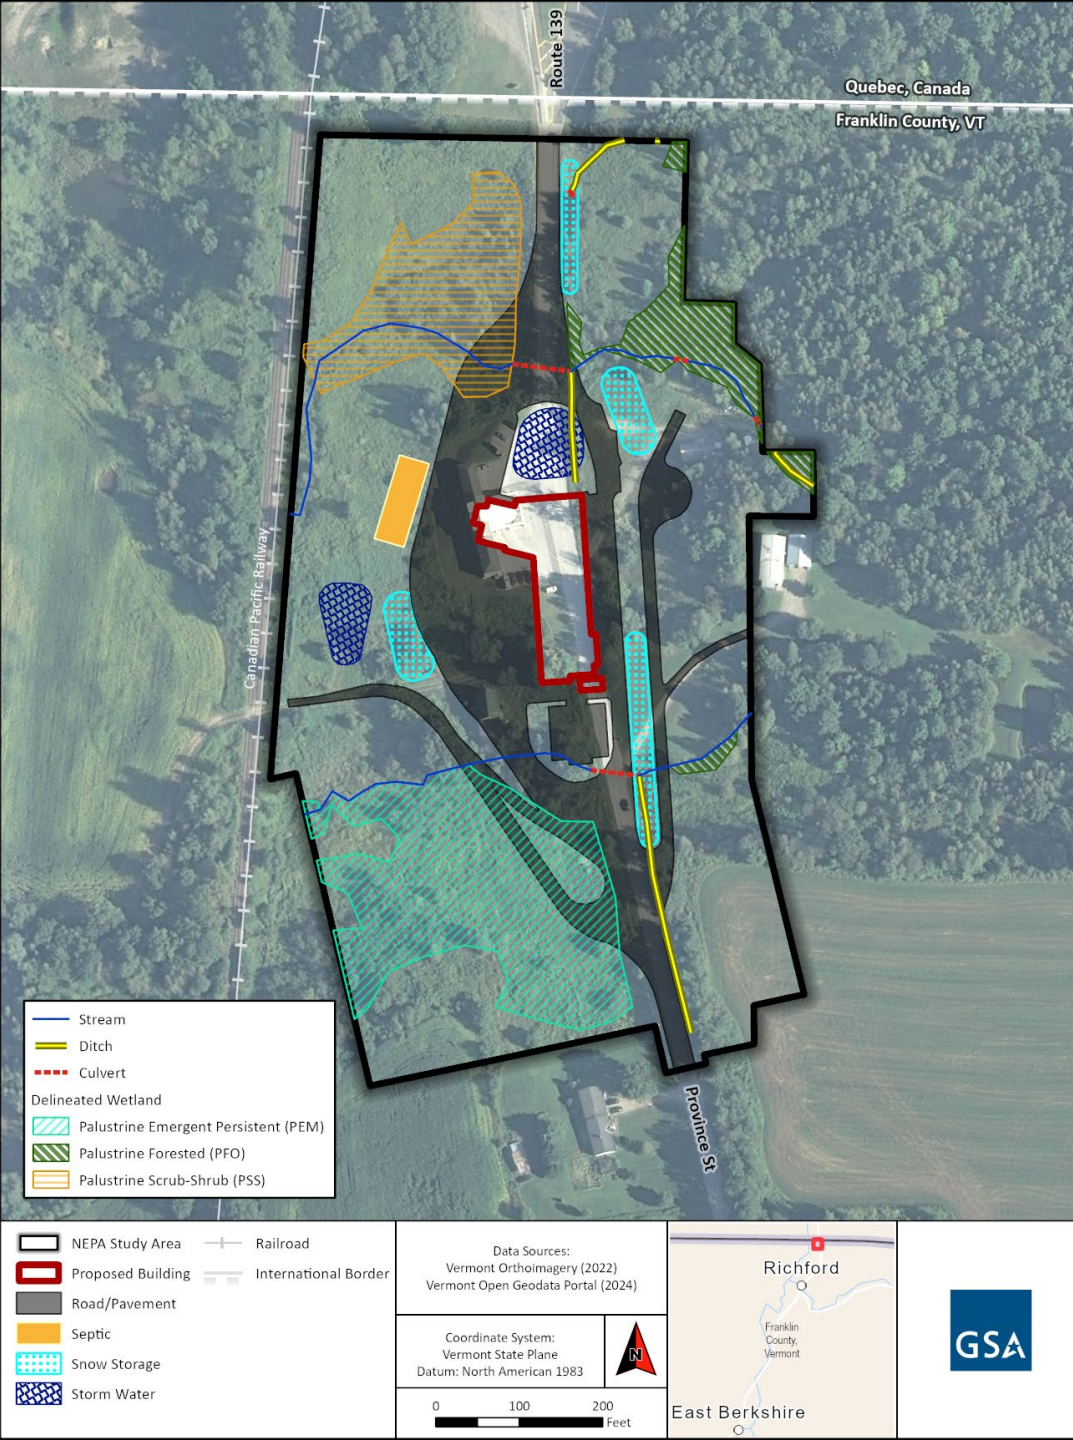 Route 139
Quebec, Canada
Franklin County, VT
Canadian Pacific Railway
Province St
Stream
Ditch
Culvert
Delineated Wetland
Palustrine Emergent Persistent (PEM)
Palustrine Forested (PFO)
Palustrine Scrub-Shrub (PSS)
NEPA Study Area
Railroad
Proposed Building
International Border
Road/Pavement
Septic
Snow Storage
Storm Water
Data Sources:
Vermont Orthoimagery (2022)
Vermont Open Geodata Portal (2024)
Coordinate System:
Vermont State Plane
Datum: North American 1983
N
0 100 200
Feet
Richford
Franklin
County,
Vermont
East Berkshire
GSA